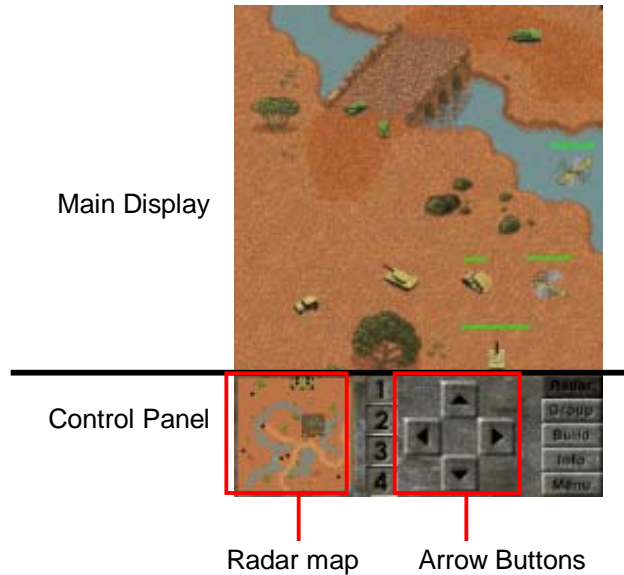 Main Display
1
2
3
4
Radar
Group
Build
Info
Menu
Control Panel
Radar map
Arrow Buttons